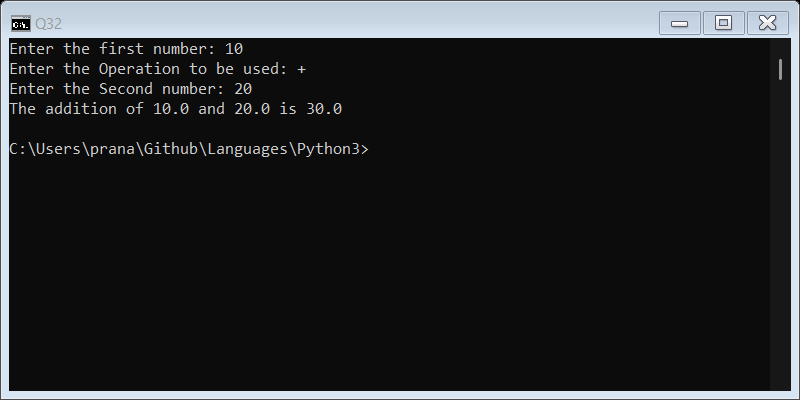 Q32
Enter the first number: 10
Enter the Operation to be used: +
Enter the Second number: 20
The addition of 10.0 and 20.0 is 30.0
C:\Users\prana\Github\Languages\Python3>